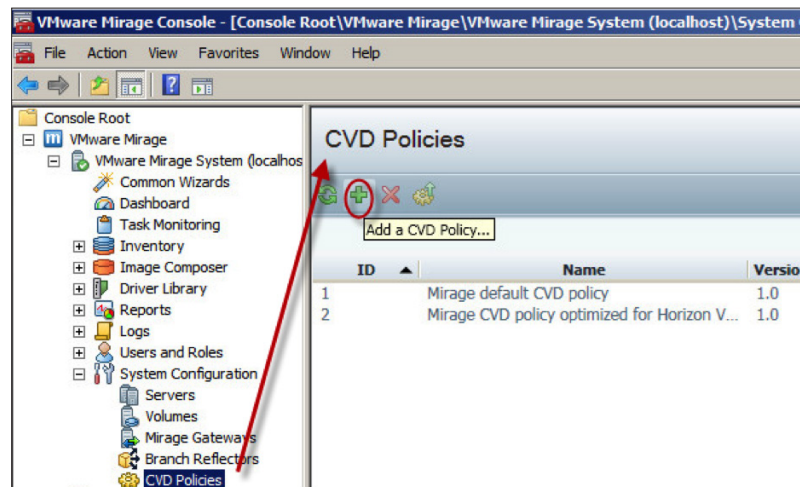 VMware Mirage Console - [Console Root\VMware Mirage\VMware Mirage System (localhost)\System
File Action View Favorites Window Help
Console Root
VMware Mirage
VMware Mirage System (localhos
Common Wizards
Dashboard
Task Monitoring
Inventory
Image Composer
Driver Library
Reports
Logs
Users and Roles
System Configuration
Servers
Volumes
Mirage Gateways
Branch Reflectors
CVD Policies
CVD Policies
Add a CVD Policy...
ID Name Versio
1 Mirage default CVD policy 1.0
2 Mirage CVD policy optimized for Horizon V... 1.0